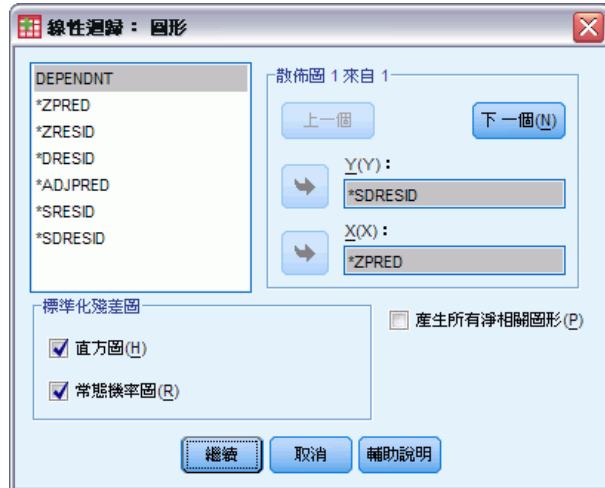 線性迴歸： 圖形
DEPENDNT
*ZPRED
*ZRESID
*DRESID
*ADJPRED
*SRESID
*SDRESID
散佈圖 1 來自 1
上一個
下一個(N)
Y(Y)：
*SDRESID
X(X)：
*ZPRED
標準化殘差圖
直方圖(H)
常態機率圖(R)
產生所有淨相關圖形(P)
繼續
取消
輔助說明